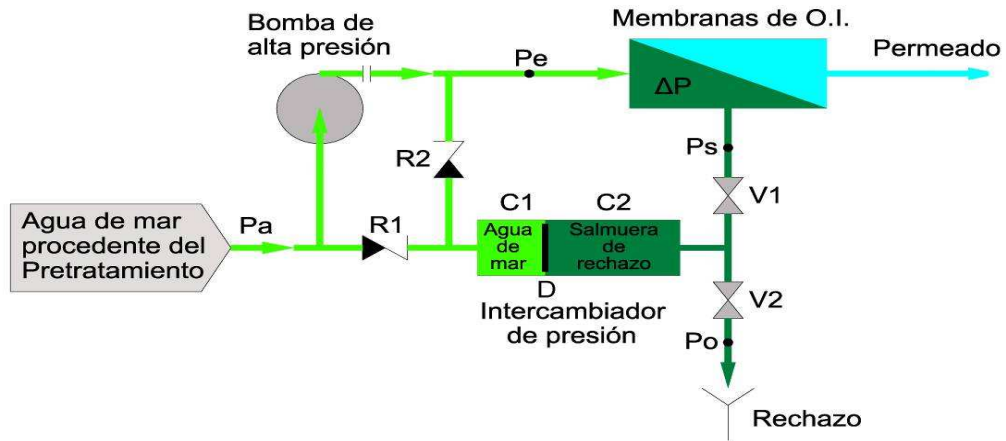 Bomba de
alta presión
Membranas de O.I.
Permeado
Pe
ΔP
Ps
R2
V1
Agua de mar
procedente del
Pretratamiento
Pa
R1
C1
C2
Agua
de
mar
Salmuera
de
rechazo
D
Intercambiador
de presión
V2
Po
Rechazo